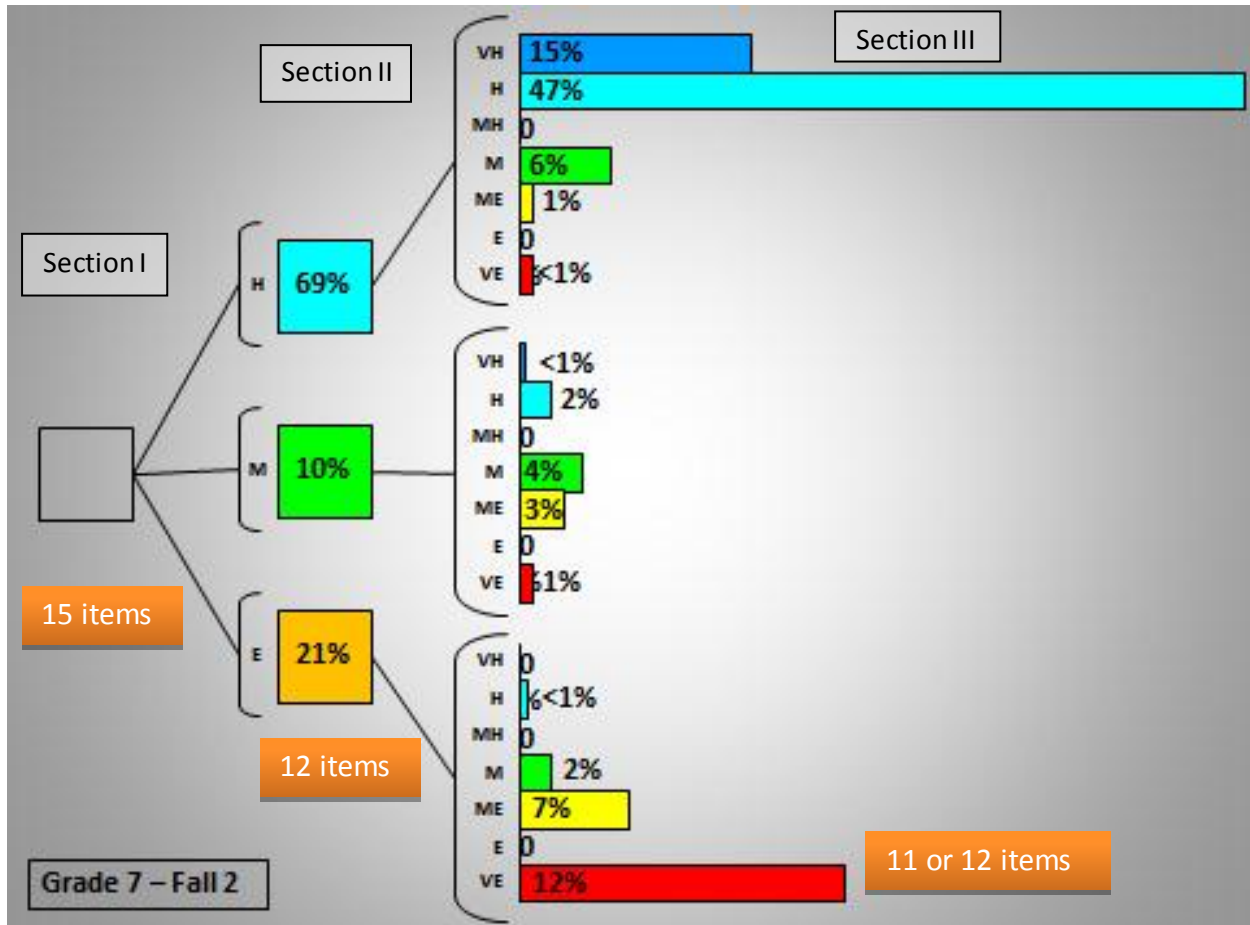 Section III
Section II
VH 15%
H 47%
MH 0
M 6%
ME 1%
E 0
VE <1%
Section I
H 69%
VH <1%
H 2%
MH 0
M 4%
ME 3%
E 0
VE 1%
M 10%
15 items
E 21%
VH 0
H <1%
MH 0
M 2%
ME 7%
E 0
VE 12%
12 items
11 or 12 items
Grade 7 – Fall 2